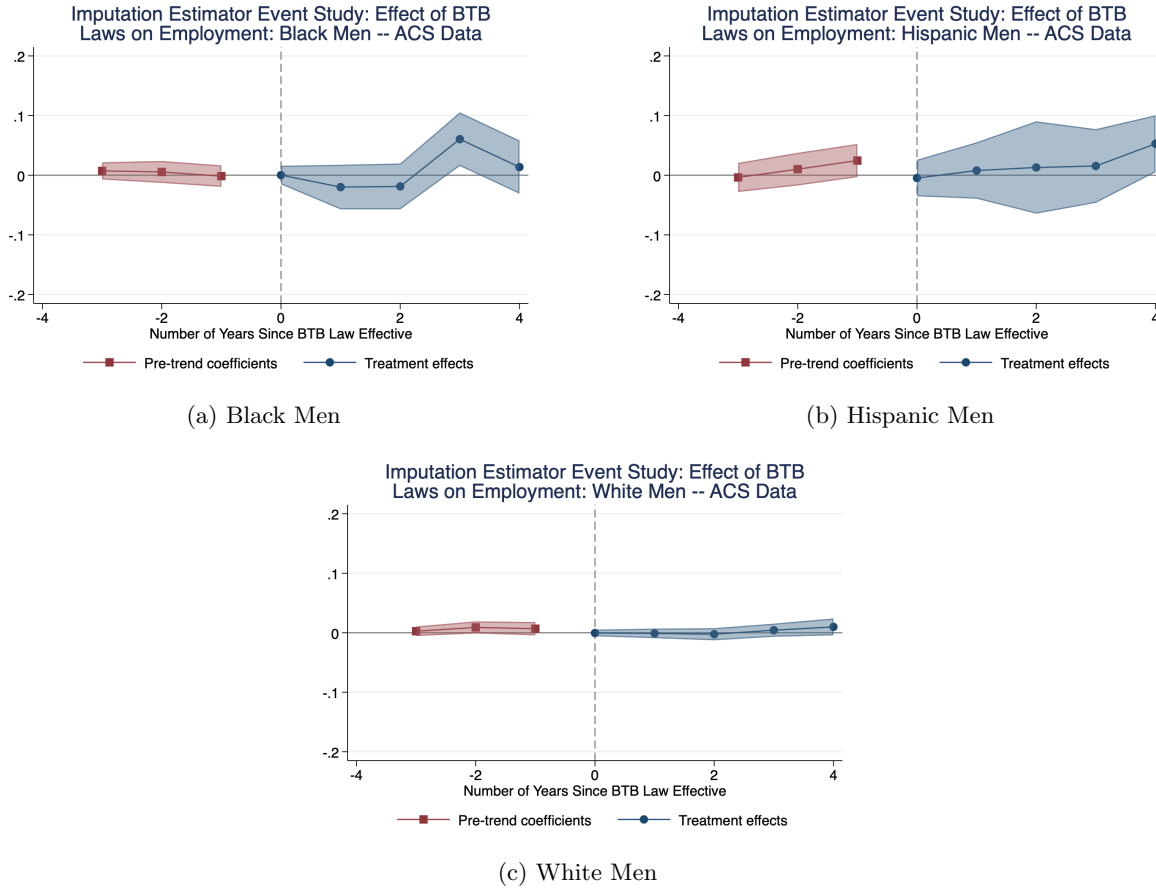 Imputation Estimator Event Study: Effect of BTB
Laws on Employment: Black Men -- ACS Data
.2
.1
0
-.1
-.2
-4
-2
0
2
4
Number of Years Since BTB Law Effective
Pre-trend coefficients
Treatment effects
(a) Black Men
Imputation Estimator Event Study: Effect of BTB
Laws on Employment: Hispanic Men -- ACS Data
.2
.1
0
-.1
-.2
-4
-2
0
2
4
Number of Years Since BTB Law Effective
Pre-trend coefficients
Treatment effects
(b) Hispanic Men
Imputation Estimator Event Study: Effect of BTB
Laws on Employment: White Men -- ACS Data
.2
.1
0
-.1
-.2
-4
-2
0
2
4
Number of Years Since BTB Law Effective
Pre-trend coefficients
Treatment effects
(c) White Men